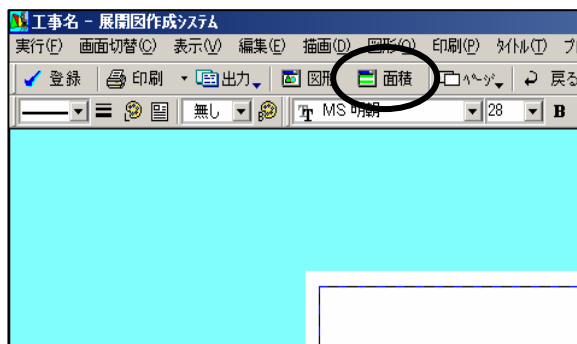 工事名 - 展開図作成システム
実行(F) 画面切替(C) 表示(V) 編集(E) 描画(D) 図形(O) 印刷(P) タイトル(T) プ
登録 印刷 出力 図形 面積 ページ 戻る
無し MS 明朝 28 B